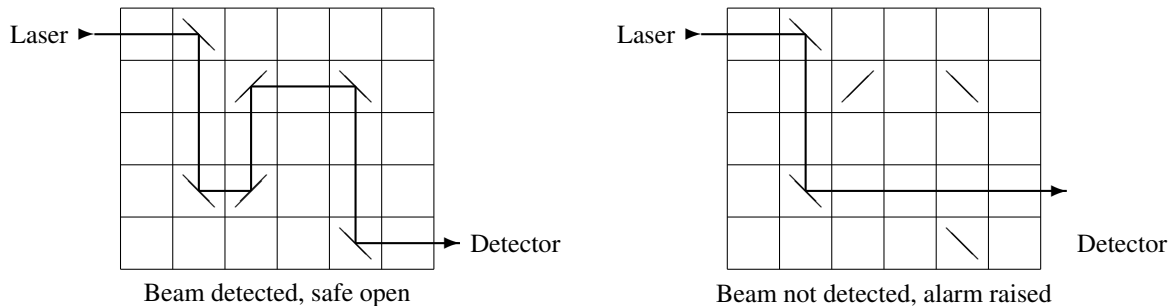 Laser
Detector
Beam detected, safe open
Laser
Detector
Beam not detected, alarm raised